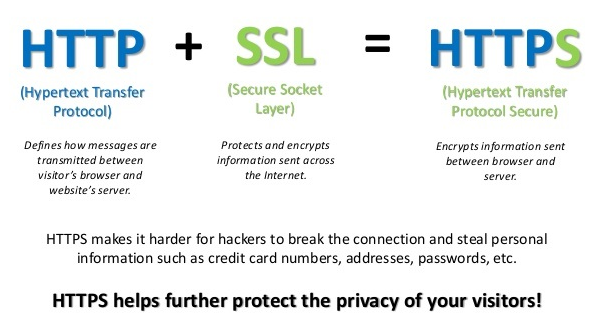 HTTP + SSL = HTTPS
(Hypertext Transfer
Protocol)
(Secure Socket
Layer)
(Hypertext Transfer
Protocol Secure)
Defines how messages are
transmitted between
visitor's browser and
website's server.
Protects and encrypts
information sent across
the Internet.
Encrypts information sent
between browser and
server.
HTTPS makes it harder for hackers to break the connection and steal personal
information such as credit card numbers, addresses, passwords, etc.
HTTPS helps further protect the privacy of your visitors!